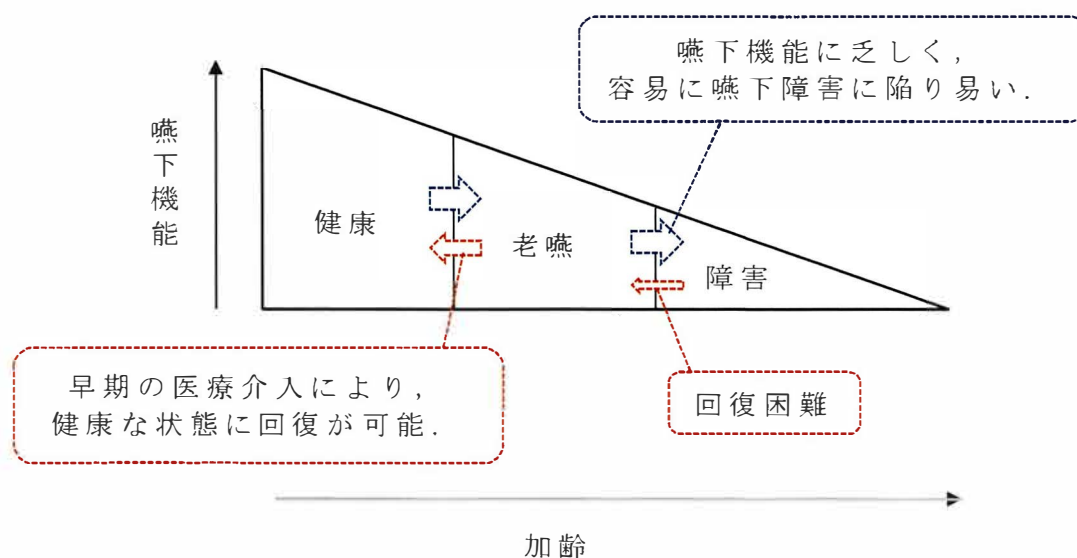 嚥下機能に乏しく,
容易に嚥下障害に陥り易い.
嚥下機能
健康
老嚥
障害
早期の医療介入により,
健康な状態に回復が可能.
回復困難
加齢